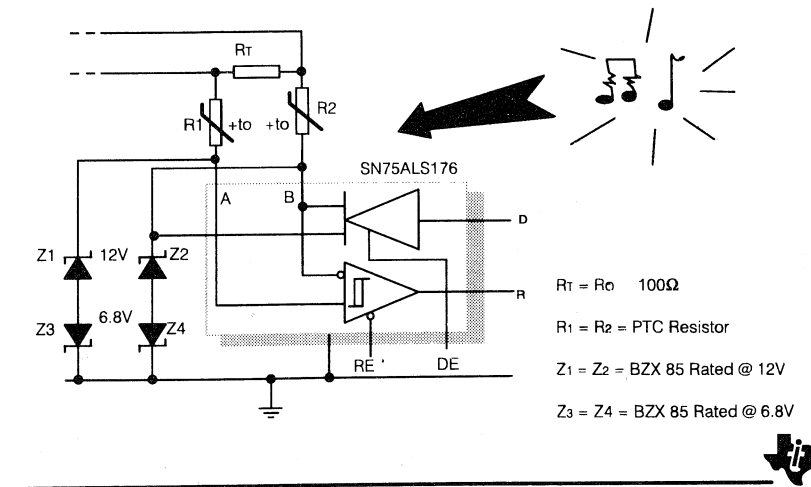 RT
R1
+to
+to
R2
SN75ALS176
A
B
D
Z1
12V
Z2
R
Z3
6.8V
Z4
RE
DE
RT = RO 100Ω
R1 = R2 = PTC Resistor
Z1 = Z2 = BZX 85 Rated @ 12V
Z3 = Z4 = BZX 85 Rated @ 6.8V